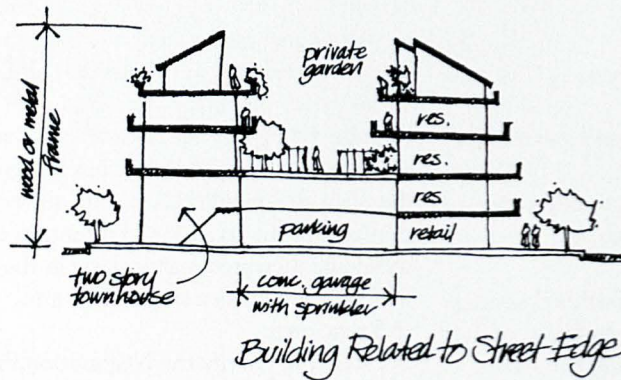 private
garden
wood or metal
frame
res.
res.
res
parking
retail
two story
townhouse
conc. garage
with sprinkler
Building Related to Street Edge